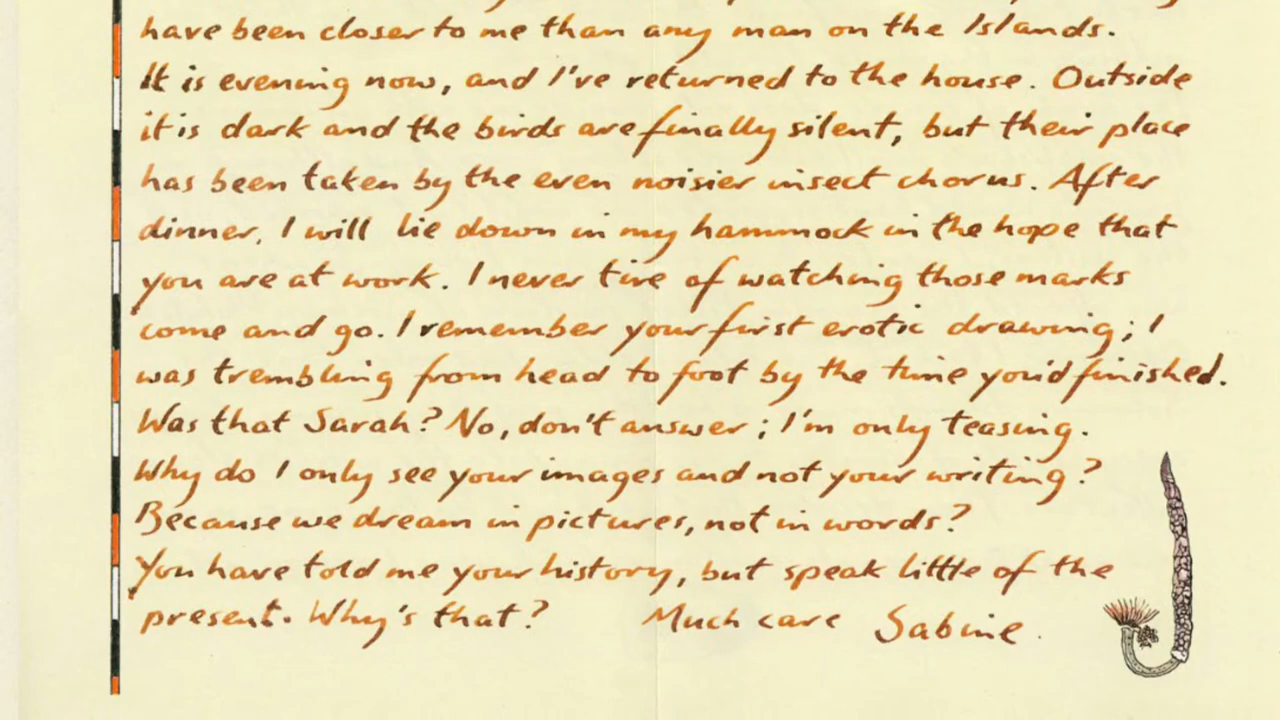 have been closer to me than any man on the Islands.
It is evening now, and I've returned to the house. Outside
it is dark and the birds are finally silent, but their place
has been taken by the even noisier insect chorus. After
dinner, I will lie down in my hammock in the hope that
you are at work. I never tire of watching those marks
come and go. I remember your first erotic drawing; I
was trembling from head to foot by the time you'd finished.
Was that Sarah? No, don't answer; I'm only teasing.
Why do I only see your images and not your writing?
Because we dream in pictures, not in words?
You have told me your history, but speak little of the
present. Why's that? Much care Sabine.